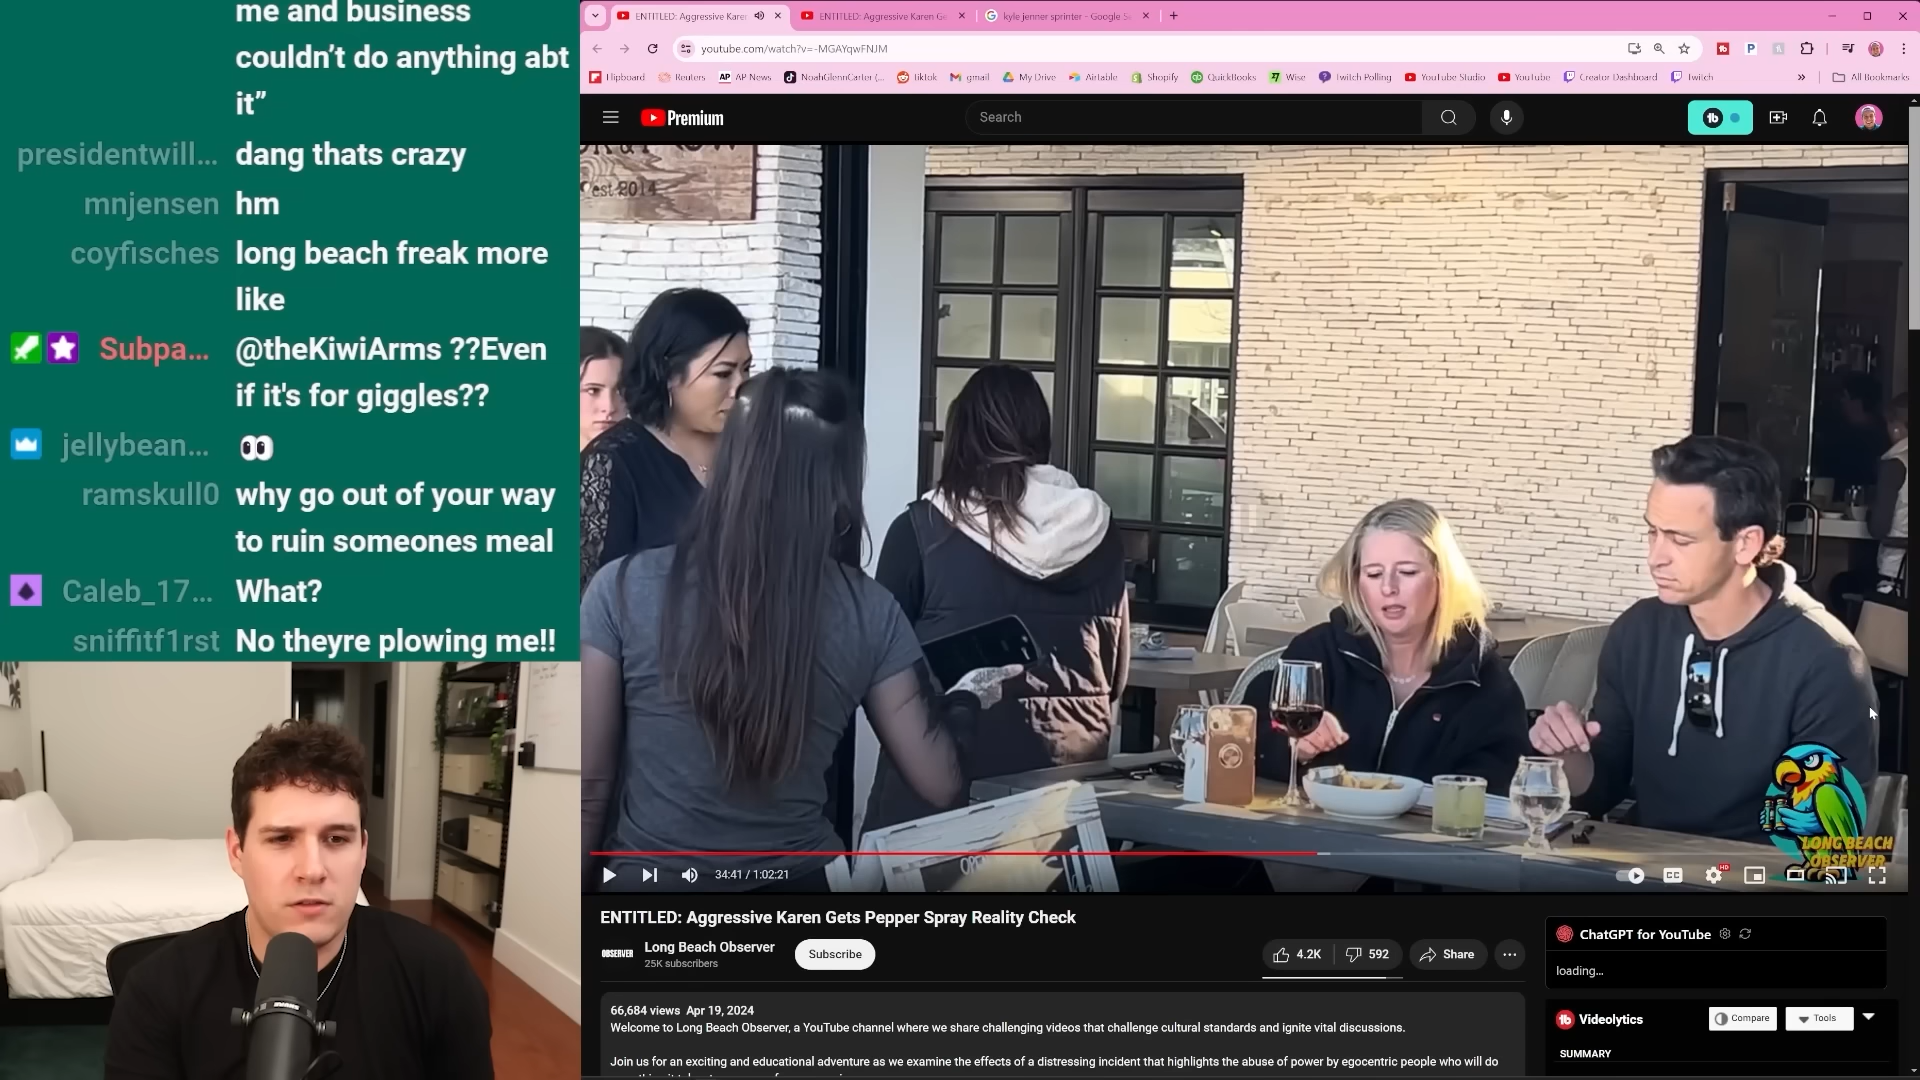 me and business
couldn't do anything abt
it”
presidentwill... dang thats crazy
mnjensen hm
coyfisches long beach freak more
like
Subpa... @theKiwiArms ??Even
if it's for giggles??
jellybean... 👀
ramskull0 why go out of your way
to ruin someones meal
Caleb_17... What?
sniffitf1rst No theyre plowing me!!
ENTITLED: Aggressive Karen
ENTITLED: Aggressive Karen Ge
kyle jenner sprinter - Google Se
youtube.com/watch?v=-MGAYqwFNJM
Flipboard Reuters AP AP News NoahGlennCarter (... tiktok gmail My Drive Airtable Shopify QuickBooks Wise Twitch Polling YouTube Studio YouTube Creator Dashboard Twitch » All Bookmarks
Premium
Search
est 2014
LONG BEACH
OBSERVER
34:41 / 1:02:21
CC
HD
ENTITLED: Aggressive Karen Gets Pepper Spray Reality Check
OBSERVER
Long Beach Observer
25K subscribers
Subscribe
4.2K
592
Share
66,684 views Apr 19, 2024
Welcome to Long Beach Observer, a YouTube channel where we share challenging videos that challenge cultural standards and ignite vital discussions.
Join us for an exciting and educational adventure as we examine the effects of a distressing incident that highlights the abuse of power by egocentric people who will do
ChatGPT for YouTube
loading...
Videolytics
Compare
Tools
SUMMARY